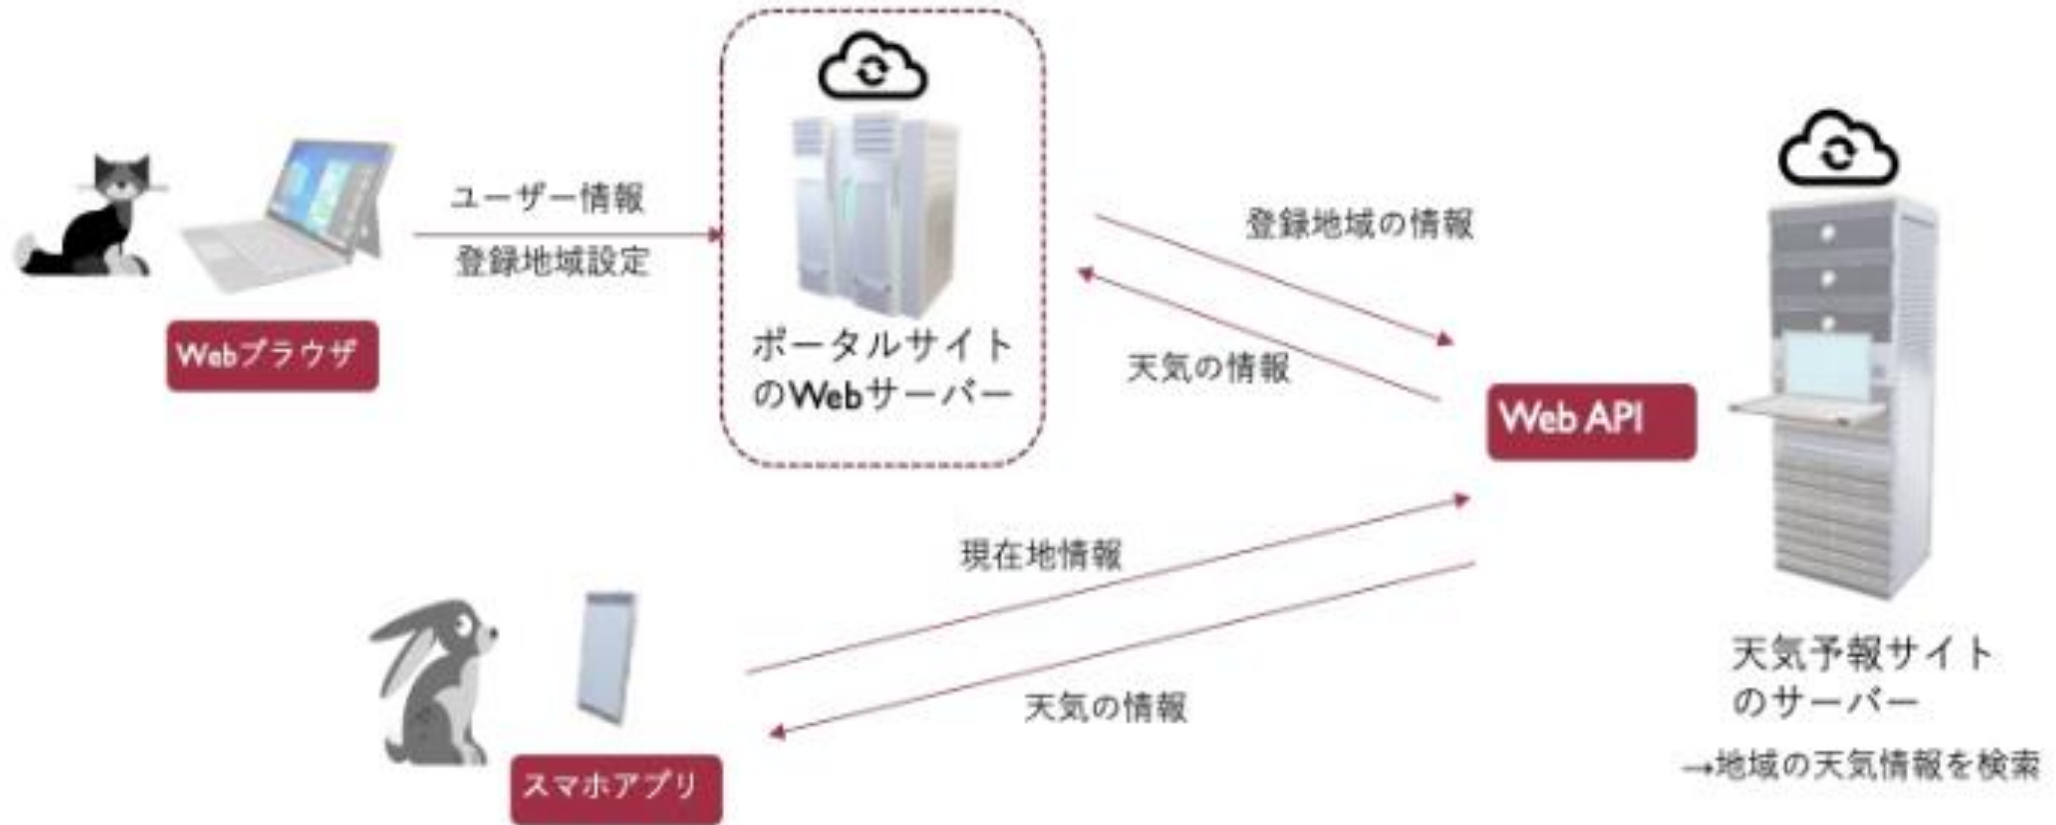 ユーザー情報
登録地域設定
Webブラウザ
ポータルサイト
のWebサーバー
登録地域の情報
天気の情報
Web API
現在地情報
天気の情報
スマホアプリ
天気予報サイト
のサーバー
→地域の天気情報を検索